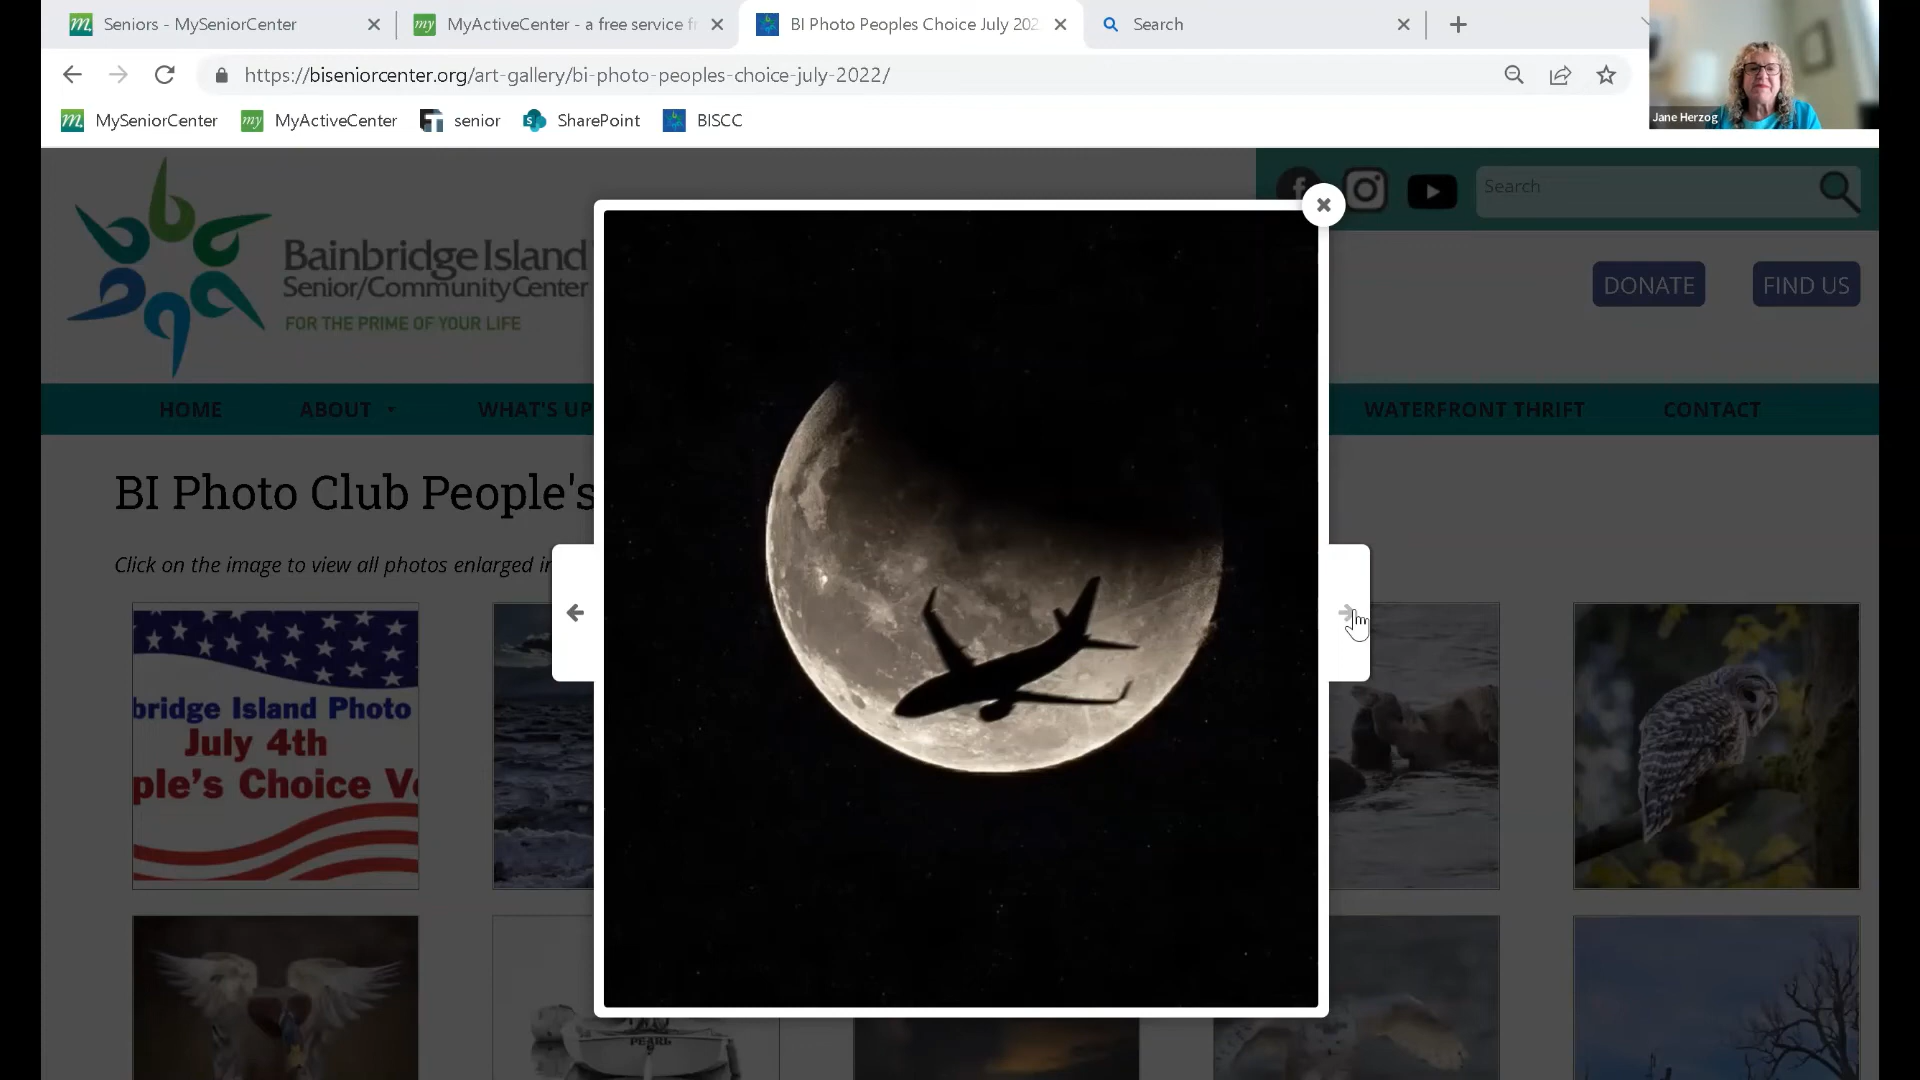 Seniors - MySeniorCenter
MyActiveCenter - a free service f
BI Photo Peoples Choice July 202
Search
https://biseniorcenter.org/art-gallery/bi-photo-peoples-choice-july-2022/
MySeniorCenter
MyActiveCenter
senior
SharePoint
BISCC
Jane Herzog
Search
Bainbridge Island
Senior/Community Center
FOR THE PRIME OF YOUR LIFE
DONATE
FIND US
HOME
ABOUT
WHAT'S UP
WATERFRONT THRIFT
CONTACT
BI Photo Club People's
Click on the image to view all photos enlarged i
bridge Island Photo
July 4th
ple's Choice V
PEARL